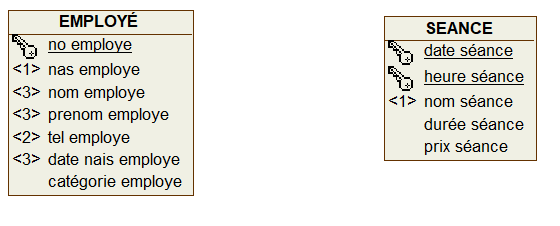 EMPLOYÉ
no employe
<1> nas employe
<3> nom employe
<3> prenom employe
<2> tel employe
<3> date nais employe
catégorie employe
SEANCE
date séance
heure séance
<1> nom séance
durée séance
prix séance